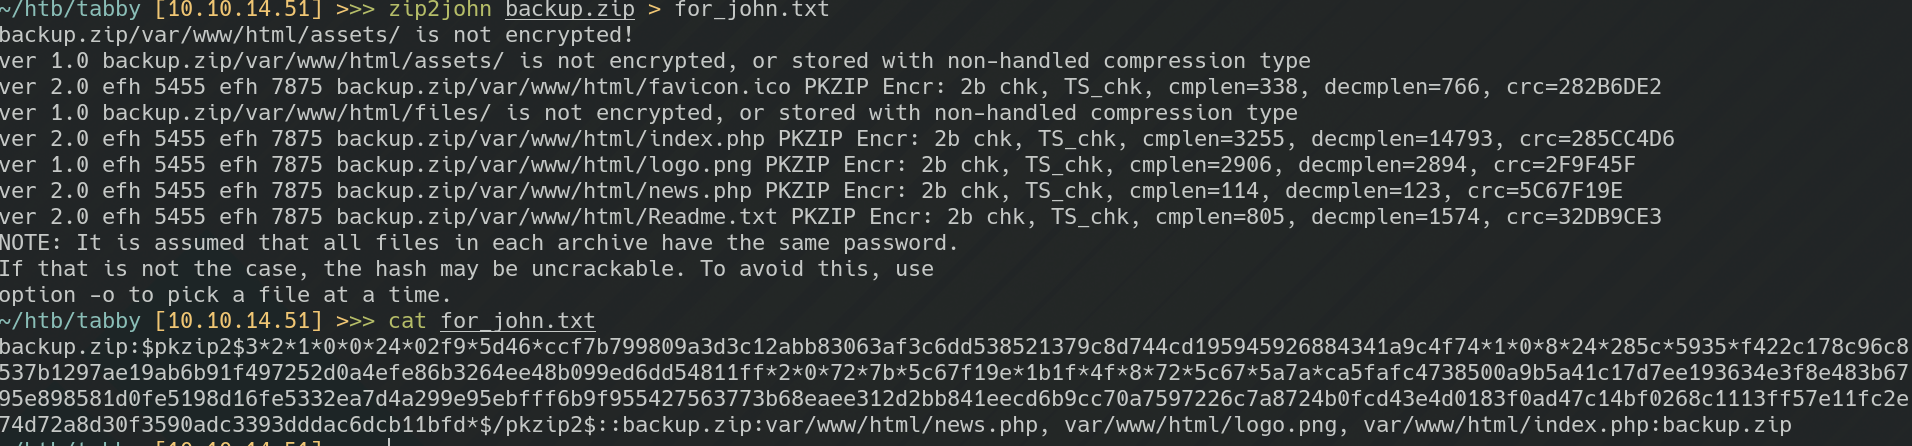 ~/htb/tabby [10.10.14.51] >>> zip2john backup.zip > for_john.txt
backup.zip/var/www/html/assets/ is not encrypted!
ver 1.0 backup.zip/var/www/html/assets/ is not encrypted, or stored with non-handled compression type
ver 2.0 efh 5455 efh 7875 backup.zip/var/www/html/favicon.ico PKZIP Encr: 2b chk, TS_chk, cmplen=338, decmplen=766, crc=282B6DE2
ver 1.0 backup.zip/var/www/html/files/ is not encrypted, or stored with non-handled compression type
ver 2.0 efh 5455 efh 7875 backup.zip/var/www/html/index.php PKZIP Encr: 2b chk, TS_chk, cmplen=3255, decmplen=14793, crc=285CC4D6
ver 1.0 efh 5455 efh 7875 backup.zip/var/www/html/logo.png PKZIP Encr: 2b chk, TS_chk, cmplen=2906, decmplen=2894, crc=2F9F45F
ver 2.0 efh 5455 efh 7875 backup.zip/var/www/html/news.php PKZIP Encr: 2b chk, TS_chk, cmplen=114, decmplen=123, crc=5C67F19E
ver 2.0 efh 5455 efh 7875 backup.zip/var/www/html/Readme.txt PKZIP Encr: 2b chk, TS_chk, cmplen=805, decmplen=1574, crc=32DB9CE3
NOTE: It is assumed that all files in each archive have the same password.
If that is not the case, the hash may be uncrackable. To avoid this, use
option -o to pick a file at a time.
~/htb/tabby [10.10.14.51] >>> cat for_john.txt
backup.zip:$pkzip2$3*2*1*0*0*24*02f9*5d46*ccf7b799809a3d3c12abb83063af3c6dd538521379c8d744cd195945926884341a9c4f74*1*0*8*24*285c*5935*f422c178c96c8
537b1297ae19ab6b91f497252d0a4efe86b3264ee48b099ed6dd54811ff*2*0*72*7b*5c67f19e*1b1f*4f*8*72*5c67*5a7a*ca5fafc4738500a9b5a41c17d7ee193634e3f8e483b67
95e898581d0fe5198d16fe5332ea7d4a299e95ebfff6b9f955427563773b68eaee312d2bb841eecd6b9cc70a7597226c7a8724b0fcd43e4d0183f0ad47c14bf0268c1113ff57e11fc2e
74d72a8d30f3590adc3393dddac6dcb11bfd*$/pkzip2$::backup.zip:var/www/html/news.php, var/www/html/logo.png, var/www/html/index.php:backup.zip